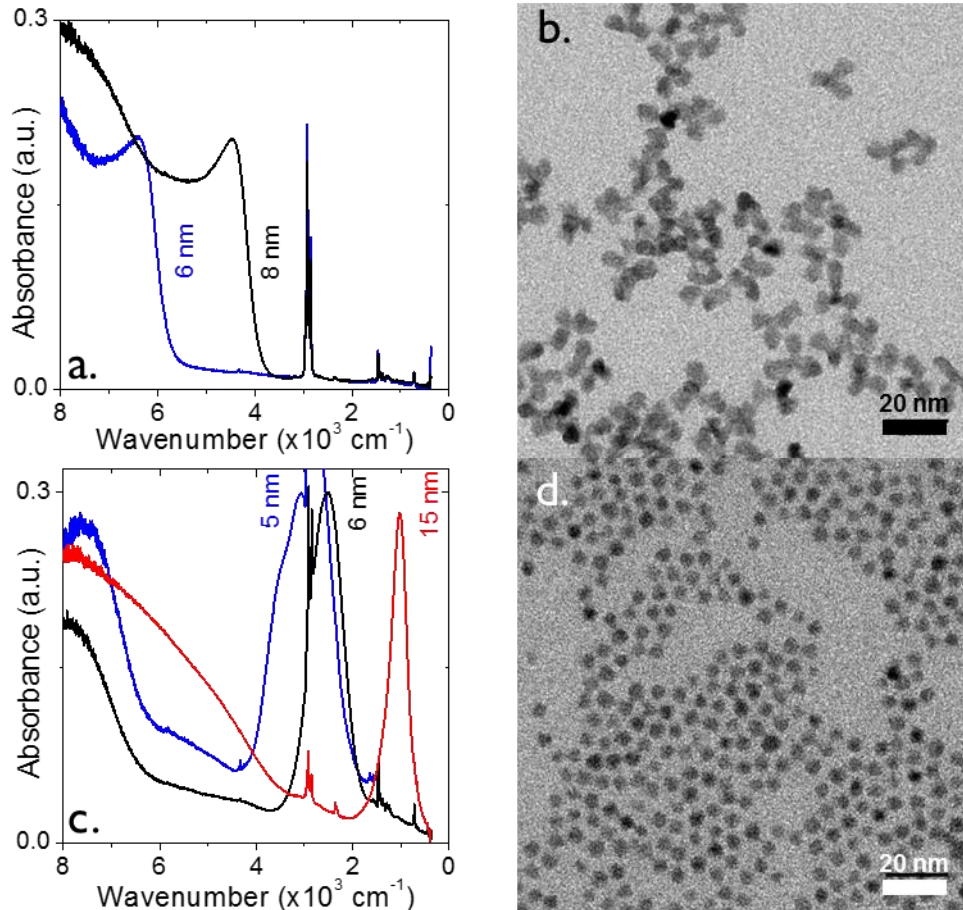 0.3
Absorbance (a.u.)
6 nm
8 nm
a.
0.0
8 6 4 2 0
Wavenumber (x10³ cm⁻¹)
b.
20 nm
0.3
Absorbance (a.u.)
5 nm
6 nm
15 nm
c.
0.0
8 6 4 2 0
Wavenumber (x10³ cm⁻¹)
d.
20 nm